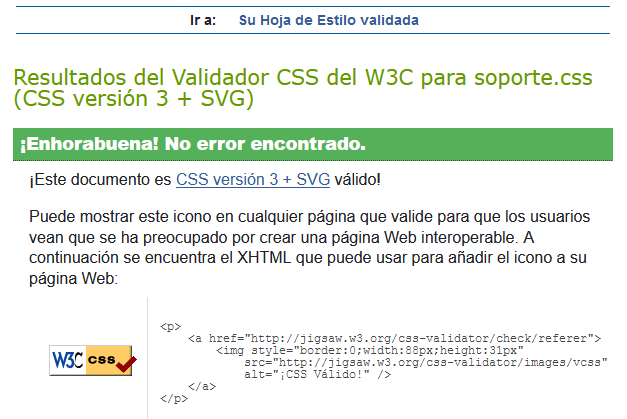 Ir a: Su Hoja de Estilo validada
Resultados del Validador CSS del W3C para soporte.css
(CSS versión 3 + SVG)
¡Enhorabuena! No error encontrado.
¡Este documento es CSS versión 3 + SVG válido!
Puede mostrar este icono en cualquier página que valide para que los usuarios
vean que se ha preocupado por crear una página Web interoperable. A
continuación se encuentra el XHTML que puede usar para añadir el icono a su
página Web:
W3C css
<p>
<a href="http://jigsaw.w3.org/css-validator/check/referer">
<img style="border:0;width:88px;height:31px"
src="http://jigsaw.w3.org/css-validator/images/vcss"
alt="¡CSS Válido!" />
</a>
</p>